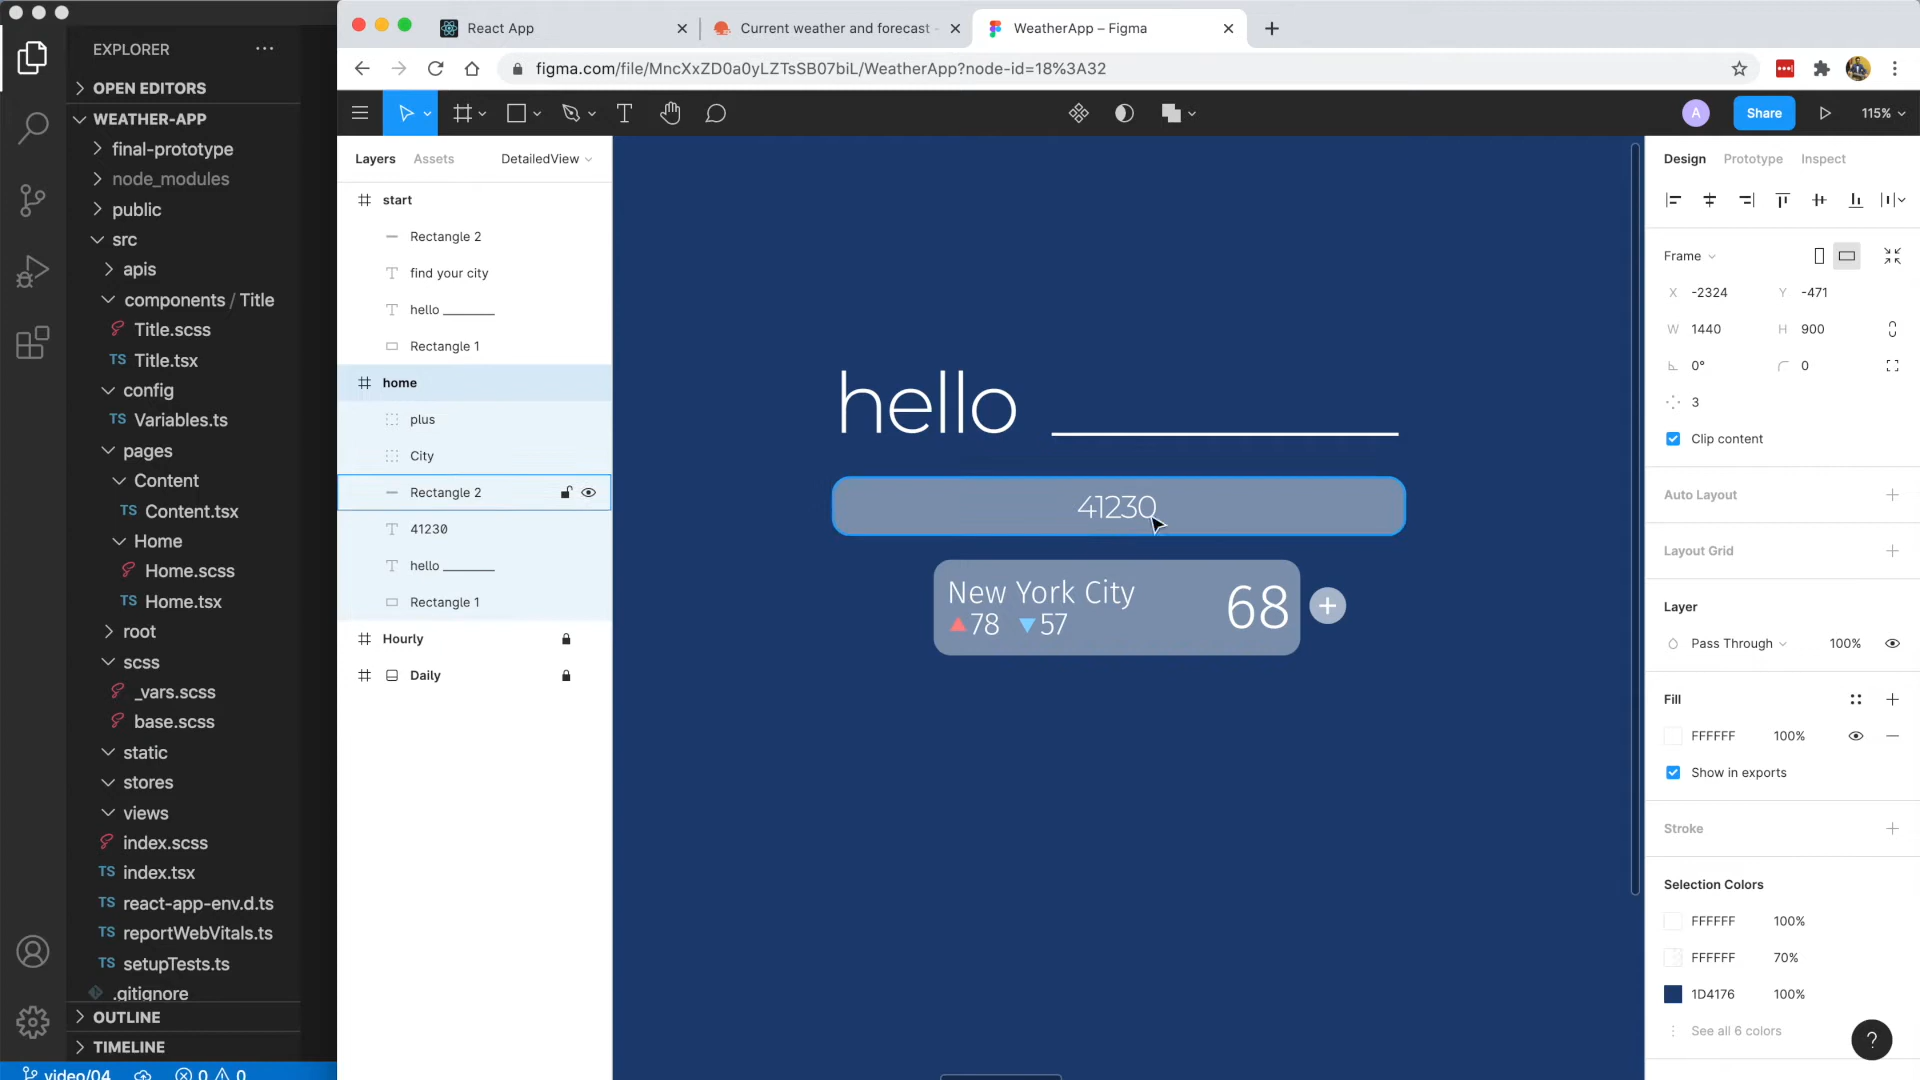 React App
Current weather and forecast -
WeatherApp – Figma
figma.com/file/MncXxZD0a0yLZTsSB07biL/WeatherApp?node-id=18%3A32
EXPLORER
OPEN EDITORS
WEATHER-APP
final-prototype
node_modules
public
src
apis
components / Title
Title.scss
TS Title.tsx
config
TS Variables.ts
pages
Content
TS Content.tsx
Home
Home.scss
TS Home.tsx
root
scss
_vars.scss
base.scss
static
stores
views
index.scss
TS index.tsx
TS react-app-env.d.ts
TS reportWebVitals.ts
TS setupTests.ts
.gitignore
OUTLINE
TIMELINE
video/04 0 0
A
Share
115%
Layers Assets DetailedView
start
Rectangle 2
find your city
hello ________
Rectangle 1
home
plus
City
Rectangle 2
41230
hello ________
Rectangle 1
Hourly
Daily
hello ________
41230
New York City
78 57
68
+
Design Prototype Inspect
Frame
X -2324 Y -471
W 1440 H 900
0° 0
3
Clip content
Auto Layout
Layout Grid
Layer
Pass Through 100%
Fill
FFFFFF 100%
Show in exports
Stroke
Selection Colors
FFFFFF 100%
FFFFFF 70%
1D4176 100%
See all 6 colors
?